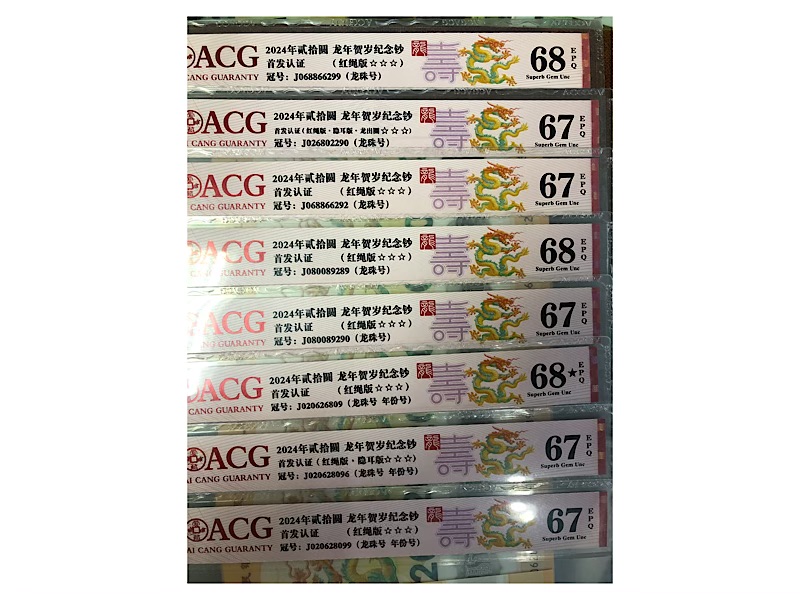 ACG
CANG GUARANTY
2024年贰拾圆 龙年贺岁纪念钞
首发认证 （红绳版☆☆☆）
冠号：J068866299（龙珠号）
龍
68
EPQ
Superb Gem Unc
ACG
CANG GUARANTY
2024年贰拾圆 龙年贺岁纪念钞
首发认证（红绳版·隐耳版·龙出圈☆☆☆）
冠号：J026802290（龙珠号）
龍
67
EPQ
Superb Gem Unc
ACG
CANG GUARANTY
2024年贰拾圆 龙年贺岁纪念钞
首发认证 （红绳版☆☆☆）
冠号：J068866292（龙珠号）
龍
67
EPQ
Superb Gem Unc
ACG
CANG GUARANTY
2024年贰拾圆 龙年贺岁纪念钞
首发认证 （红绳版☆☆☆）
冠号：J080089289（龙珠号）
龍
68
EPQ
Superb Gem Unc
ACG
CANG GUARANTY
2024年贰拾圆 龙年贺岁纪念钞
首发认证 （红绳版☆☆☆）
冠号：J080089290（龙珠号）
龍
67
EPQ
Superb Gem Unc
ACG
CANG GUARANTY
2024年贰拾圆 龙年贺岁纪念钞
首发认证 （红绳版☆☆☆）
冠号：J020626809（龙珠号 年份号）
龍
68★
EPQ
Superb Gem Unc
ACG
AI CANG GUARANTY
2024年贰拾圆 龙年贺岁纪念钞
首发认证（红绳版·隐耳版☆☆☆）
冠号：J020628096（龙珠号 年份号）
龍
67
EPQ
Superb Gem Unc
ACG
AI CANG GUARANTY
2024年贰拾圆 龙年贺岁纪念钞
首发认证 （红绳版☆☆☆）
冠号：J020628099（龙珠号 年份号）
龍
67
EPQ
Superb Gem Unc